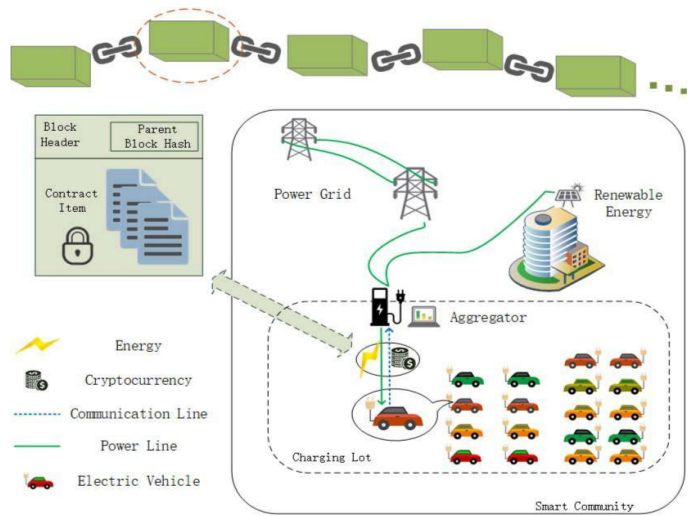 Block
Header
Parent
Block Hash
Contract
Item
Power Grid
Renewable
Energy
Aggregator
Energy
Cryptocurrency
Communication Line
Power Line
Electric Vehicle
Charging Lot
Smart Community